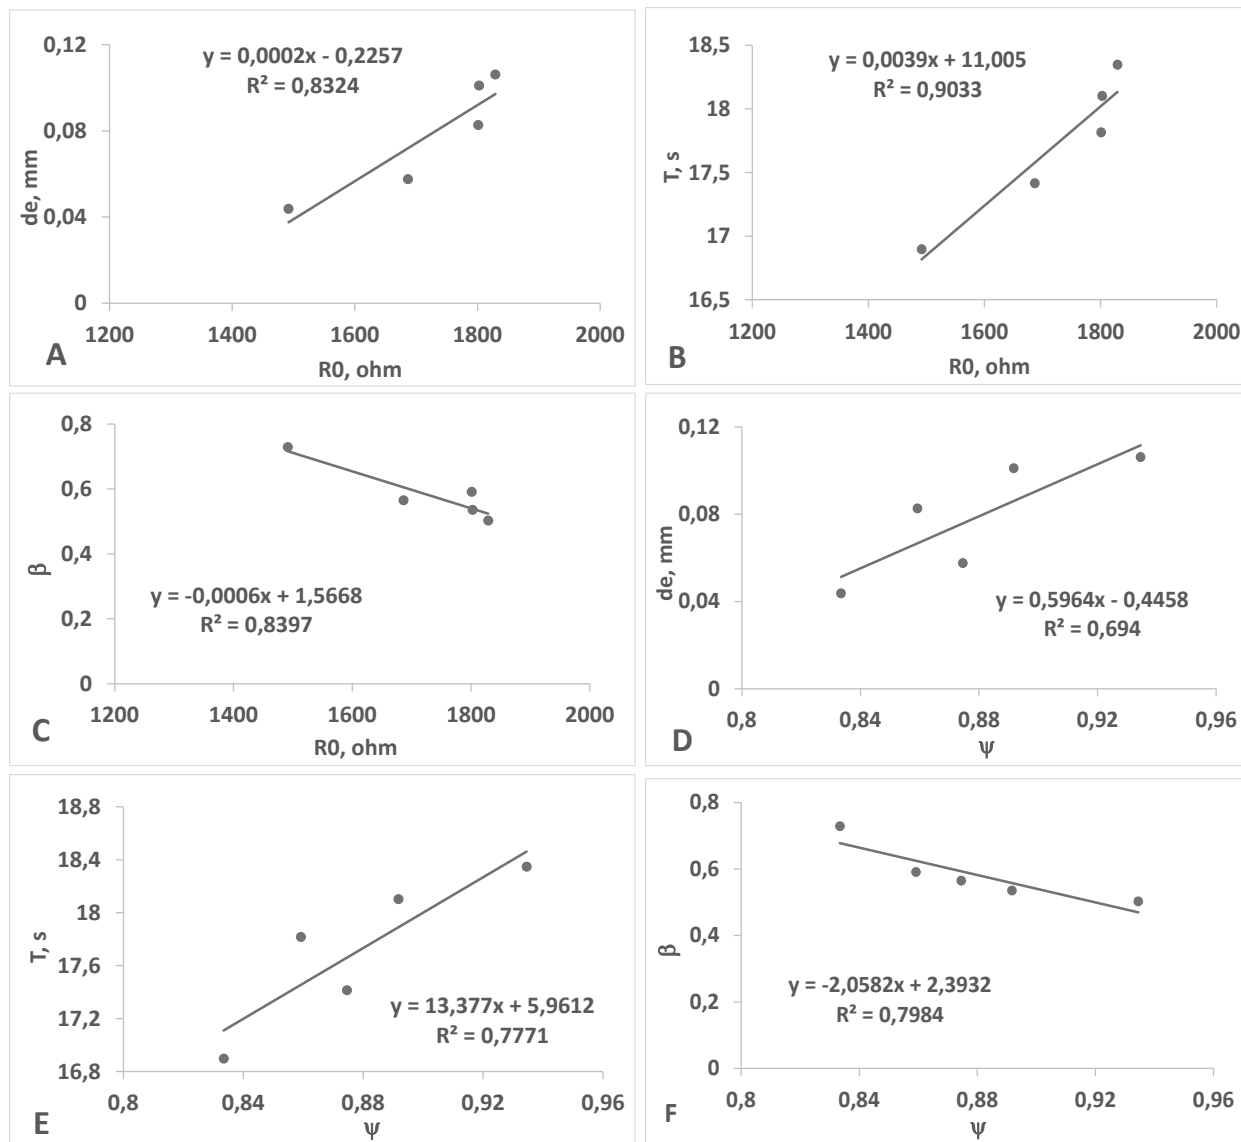 0,12
0,08
0,04
0
de, mm
y = 0,0002x - 0,2257
R² = 0,8324
1200 1400 1600 1800 2000
R0, ohm
A
18,5
18
17,5
17
16,5
T, s
y = 0,0039x + 11,005
R² = 0,9033
1200 1400 1600 1800 2000
R0, ohm
B
0,8
0,6
0,4
0,2
0
β
y = -0,0006x + 1,5668
R² = 0,8397
1200 1400 1600 1800 2000
R0, ohm
C
0,12
0,08
0,04
0
de, mm
y = 0,5964x - 0,4458
R² = 0,694
0,8 0,84 0,88 0,92 0,96
ψ
D
18,8
18,4
18
17,6
17,2
16,8
T, s
y = 13,377x + 5,9612
R² = 0,7771
0,8 0,84 0,88 0,92 0,96
ψ
E
0,8
0,6
0,4
0,2
0
β
y = -2,0582x + 2,3932
R² = 0,7984
0,8 0,84 0,88 0,92 0,96
ψ
F